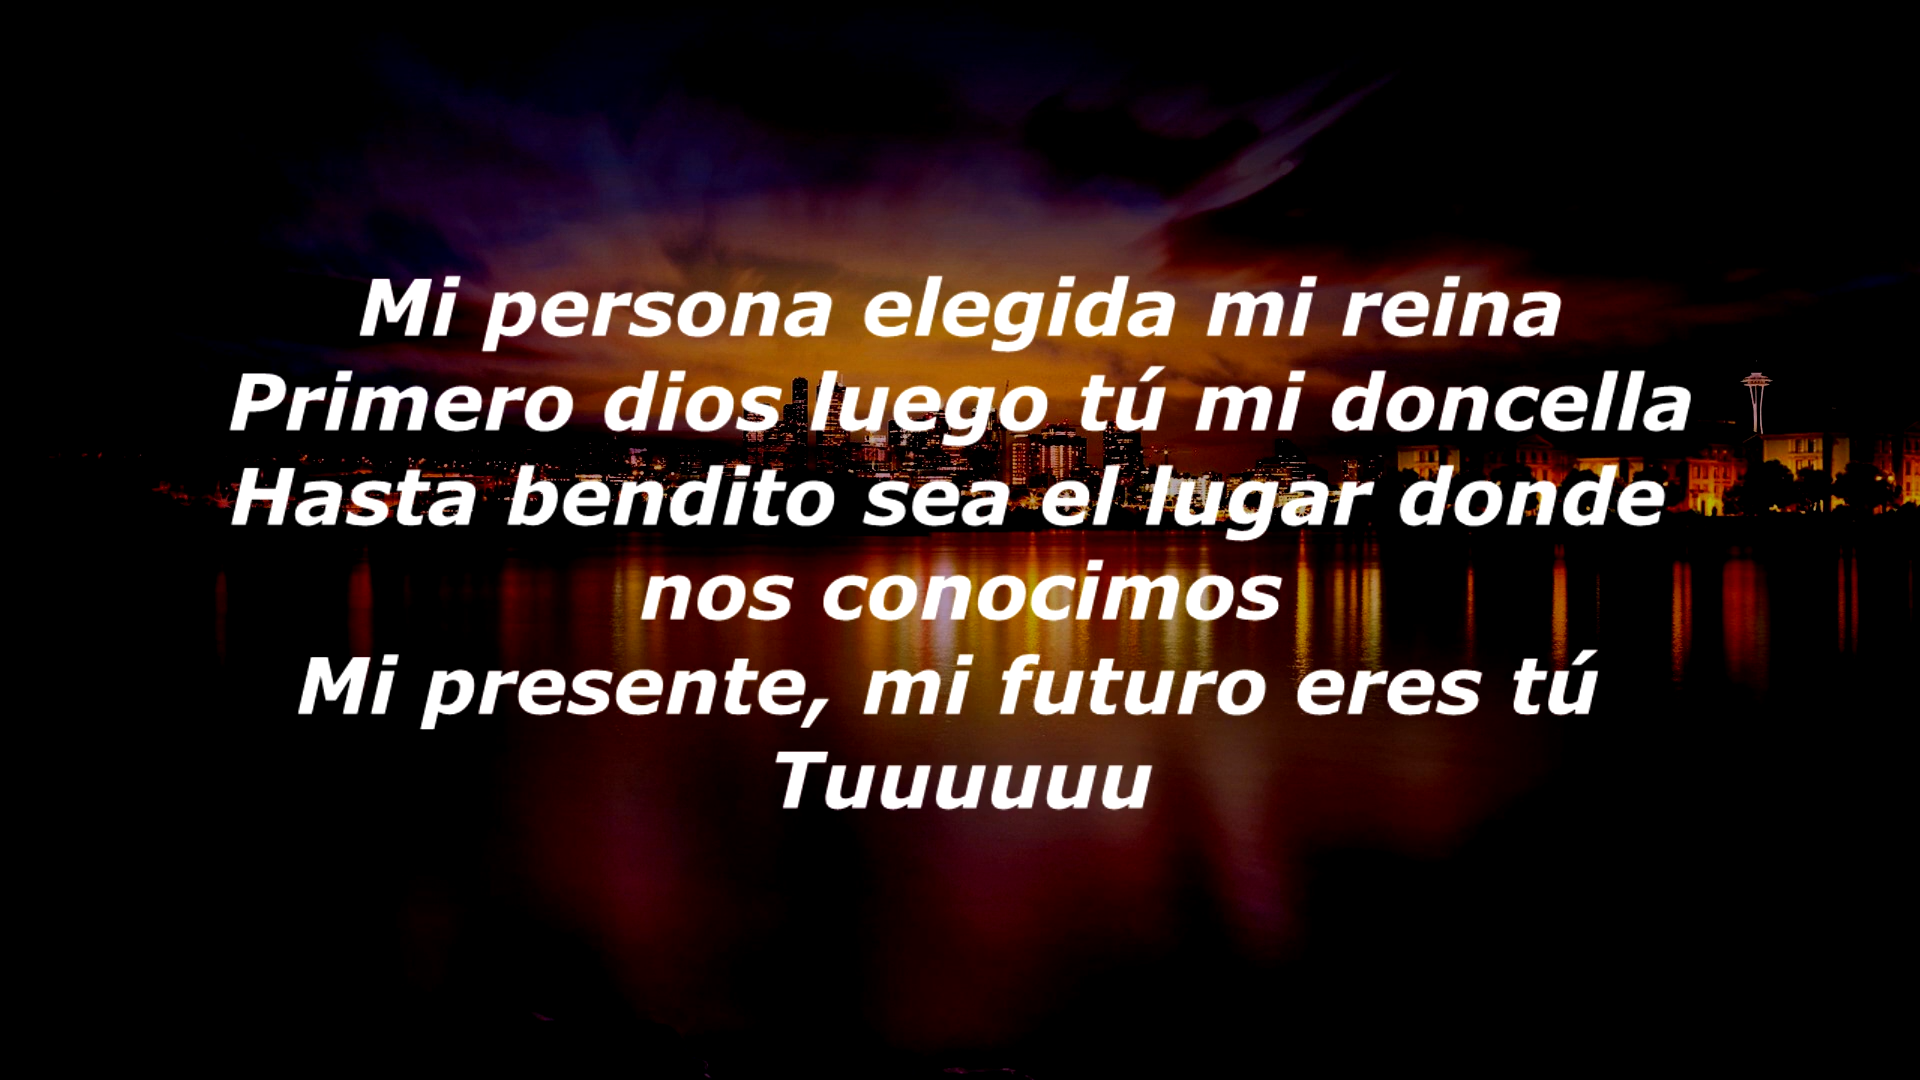 Mi persona elegida mi reina
Primero dios luego tú mi doncella
Hasta bendito sea el lugar donde
nos conocimos
Mi presente, mi futuro eres tú
Tuuuuuu